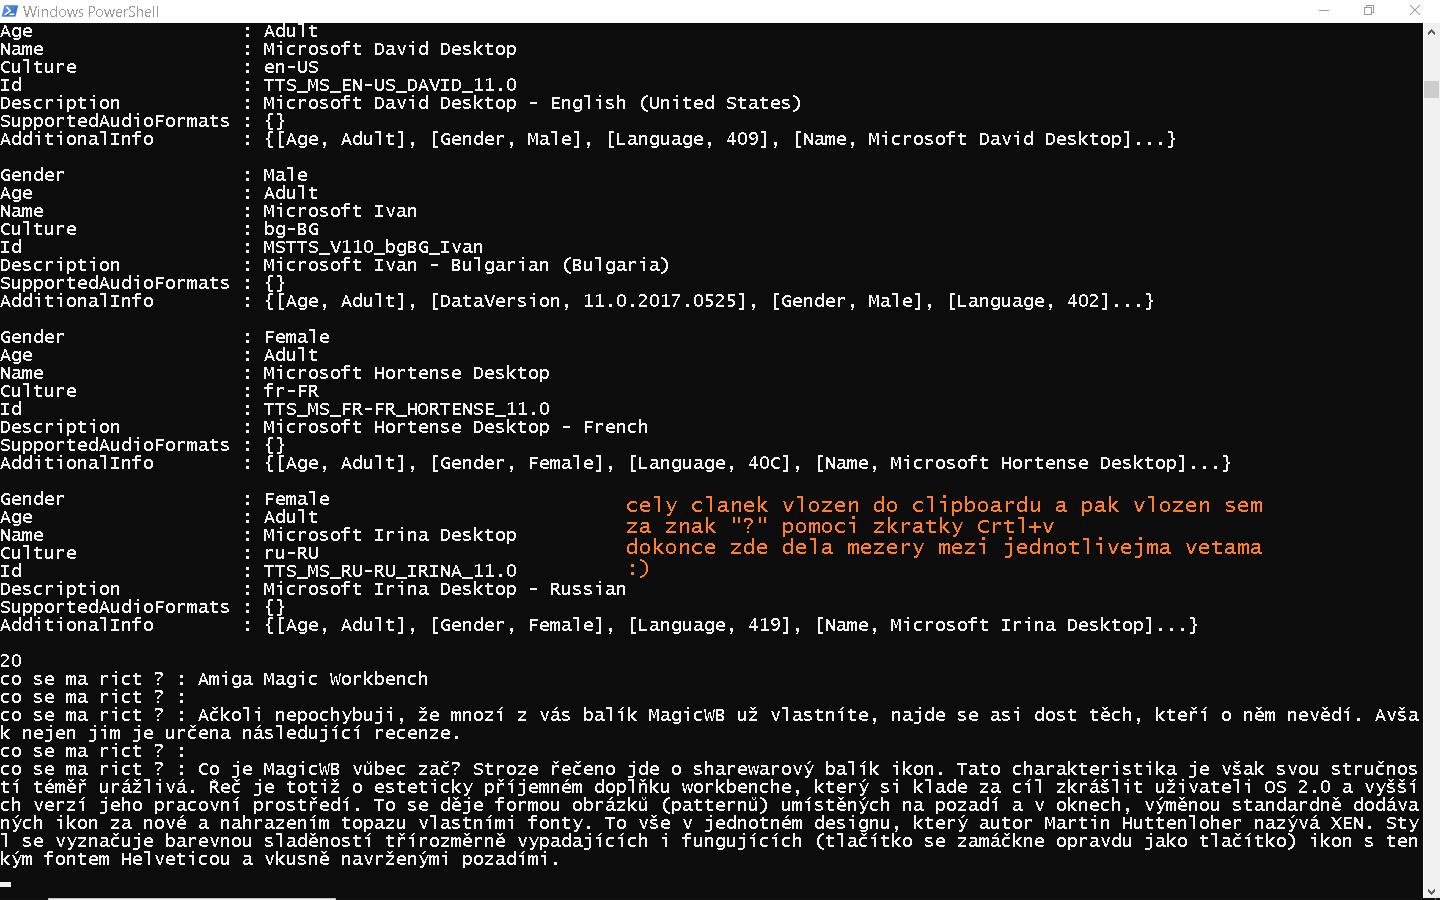 Windows PowerShell
Age                   : Adult
Name                  : Microsoft David Desktop
Culture               : en-US
Id                    : TTS_MS_EN-US_DAVID_11.0
Description           : Microsoft David Desktop - English (United States)
SupportedAudioFormats : {}
AdditionalInfo        : {[Age, Adult], [Gender, Male], [Language, 409], [Name, Microsoft David Desktop]...}
Gender                : Male
Age                   : Adult
Name                  : Microsoft Ivan
Culture               : bg-BG
Id                    : MSTTS_V110_bgBG_Ivan
Description           : Microsoft Ivan - Bulgarian (Bulgaria)
SupportedAudioFormats : {}
AdditionalInfo        : {[Age, Adult], [DataVersion, 11.0.2017.0525], [Gender, Male], [Language, 402]...}
Gender                : Female
Age                   : Adult
Name                  : Microsoft Hortense Desktop
Culture               : fr-FR
Id                    : TTS_MS_FR-FR_HORTENSE_11.0
Description           : Microsoft Hortense Desktop - French
SupportedAudioFormats : {}
AdditionalInfo        : {[Age, Adult], [Gender, Female], [Language, 40C], [Name, Microsoft Hortense Desktop]...}
Gender                : Female
Age                   : Adult
Name                  : Microsoft Irina Desktop
Culture               : ru-RU
Id                    : TTS_MS_RU-RU_IRINA_11.0
Description           : Microsoft Irina Desktop - Russian
SupportedAudioFormats : {}
AdditionalInfo        : {[Age, Adult], [Gender, Female], [Language, 419], [Name, Microsoft Irina Desktop]...}
cely clanek vlozen do clipboardu a pak vlozen sem
za znak "?" pomoci zkratky Crtl+v
dokonce zde dela mezery mezi jednotlivejma vetama
:)
20
co se ma rict ? : Amiga Magic Workbench
co se ma rict ? :
co se ma rict ? : Ačkoli nepochybuji, že mnozí z vás balík MagicWB už vlastníte, najde se asi dost těch, kteří o něm nevědí. Avša
k nejen jim je určena následující recenze.
co se ma rict ? :
co se ma rict ? : Co je MagicWB vůbec zač? Stroze řečeno jde o sharewarový balík ikon. Tato charakteristika je však svou stručnos
tí téměř urážlivá. Řeč je totiž o esteticky příjemném doplňku workbenche, který si klade za cíl zkrášlit uživateli OS 2.0 a vyšší
ch verzí jeho pracovní prostředí. To se děje formou obrázků (patternů) umístěných na pozadí a v oknech, výměnou standardně dodáva
ných ikon za nové a nahrazením topazu vlastními fonty. To vše v jednotném designu, který autor Martin Huttenloher nazývá XEN. Sty
l se vyznačuje barevnou sladěností třírozměrně vypadajících i fungujících (tlačítko se zamáčkne opravdu jako tlačítko) ikon s ten
kým fontem Helveticou a vkusně navrženými pozadími.